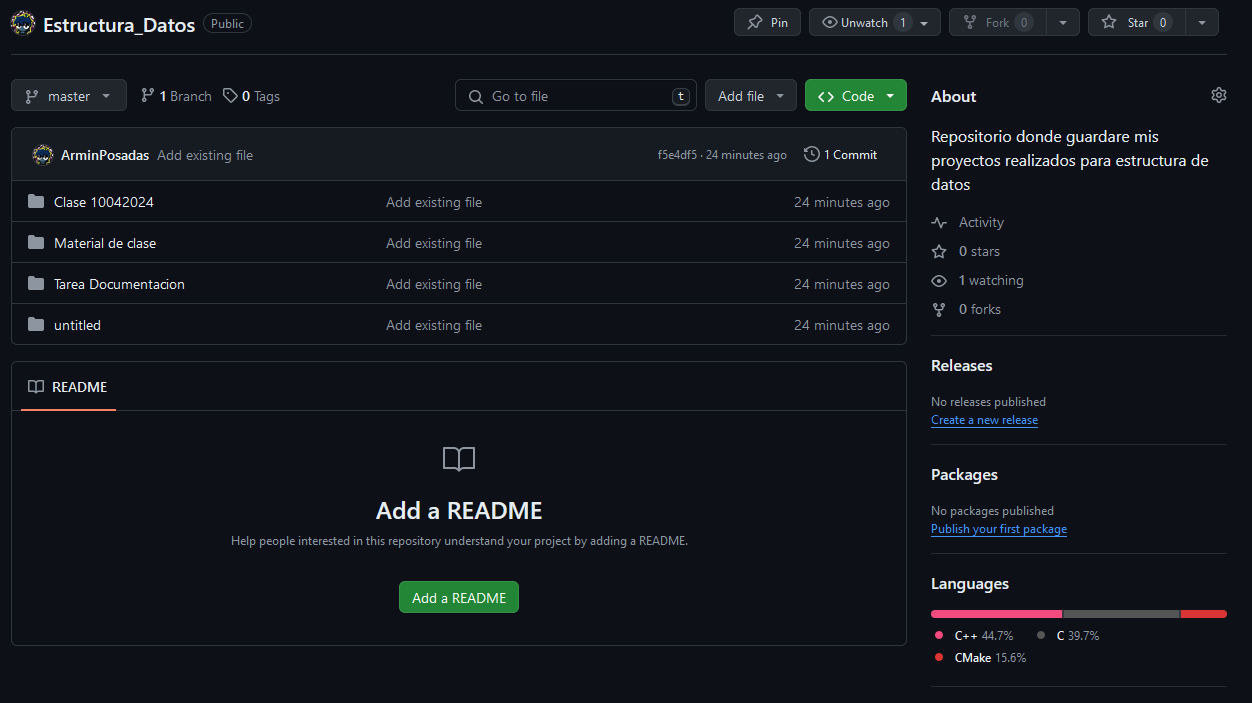 Estructura_Datos Public Pin Unwatch 1 Fork 0 Star 0
master 1 Branch 0 Tags Go to file t Add file Code
ArminPosadas Add existing file f5e4df5 · 24 minutes ago 1 Commit
Clase 10042024 Add existing file 24 minutes ago
Material de clase Add existing file 24 minutes ago
Tarea Documentacion Add existing file 24 minutes ago
untitled Add existing file 24 minutes ago
README
Add a README
Help people interested in this repository understand your project by adding a README.
Add a README
About
Repositorio donde guardare mis
proyectos realizados para estructura de
datos
Activity
0 stars
1 watching
0 forks
Releases
No releases published
Create a new release
Packages
No packages published
Publish your first package
Languages
C++ 44.7% C 39.7%
CMake 15.6%